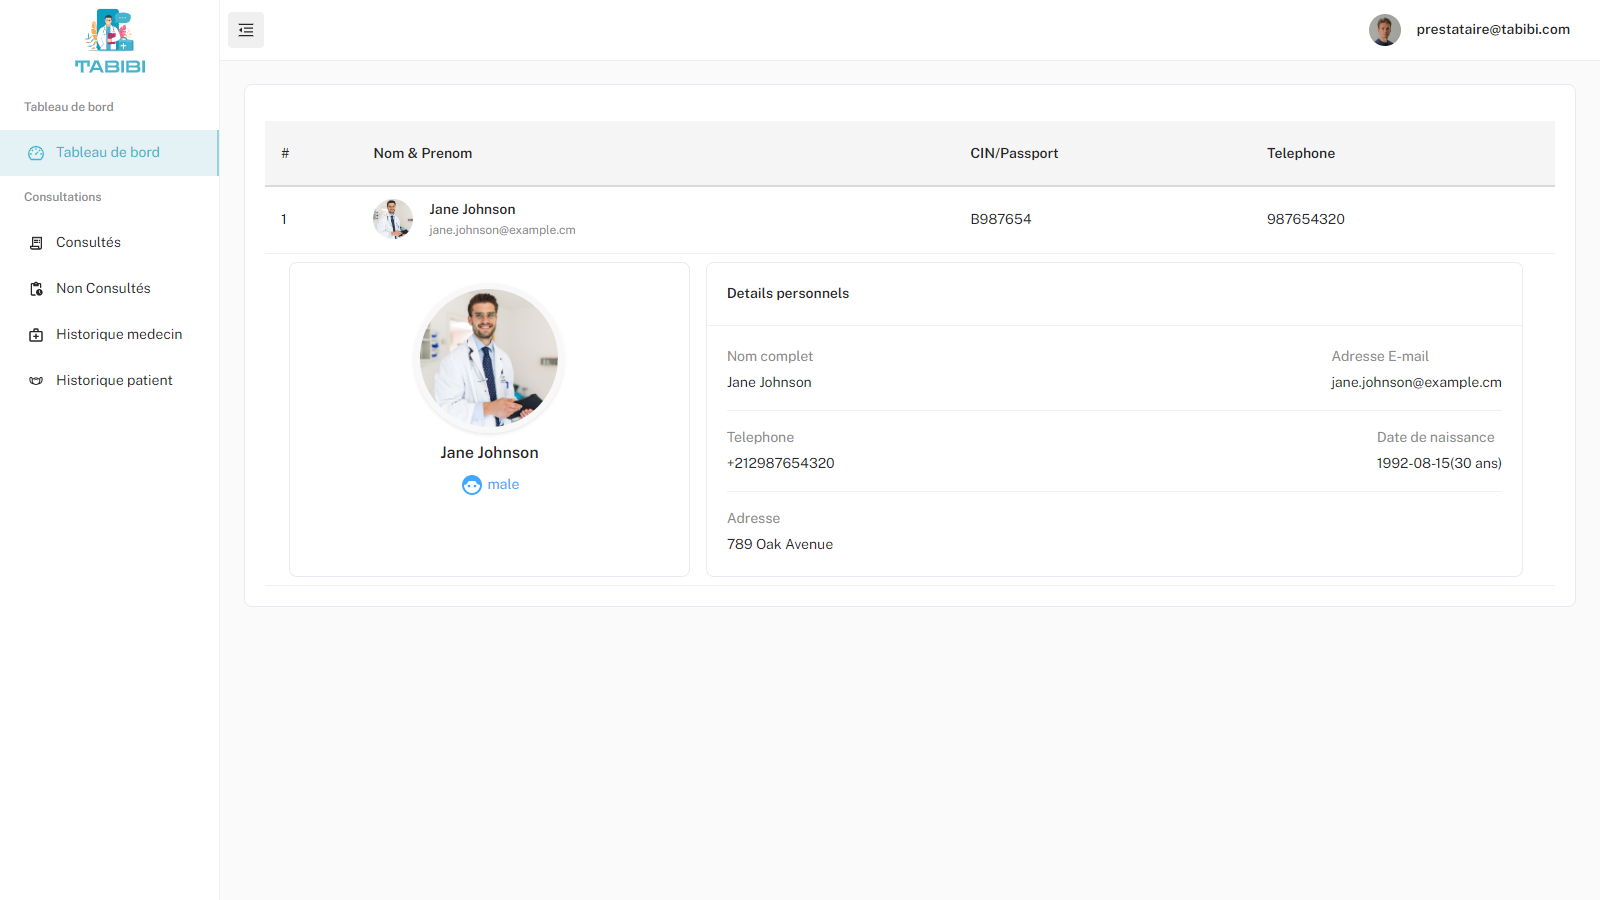 TABIBI
prestataire@tabibi.com
Tableau de bord
Tableau de bord
Consultations
Consultés
Non Consultés
Historique medecin
Historique patient
# Nom & Prenom CIN/Passport Telephone
1 Jane Johnson B987654 987654320
jane.johnson@example.cm
Jane Johnson
male
Details personnels
Nom complet Adresse E-mail
Jane Johnson jane.johnson@example.cm
Telephone Date de naissance
+212987654320 1992-08-15(30 ans)
Adresse
789 Oak Avenue